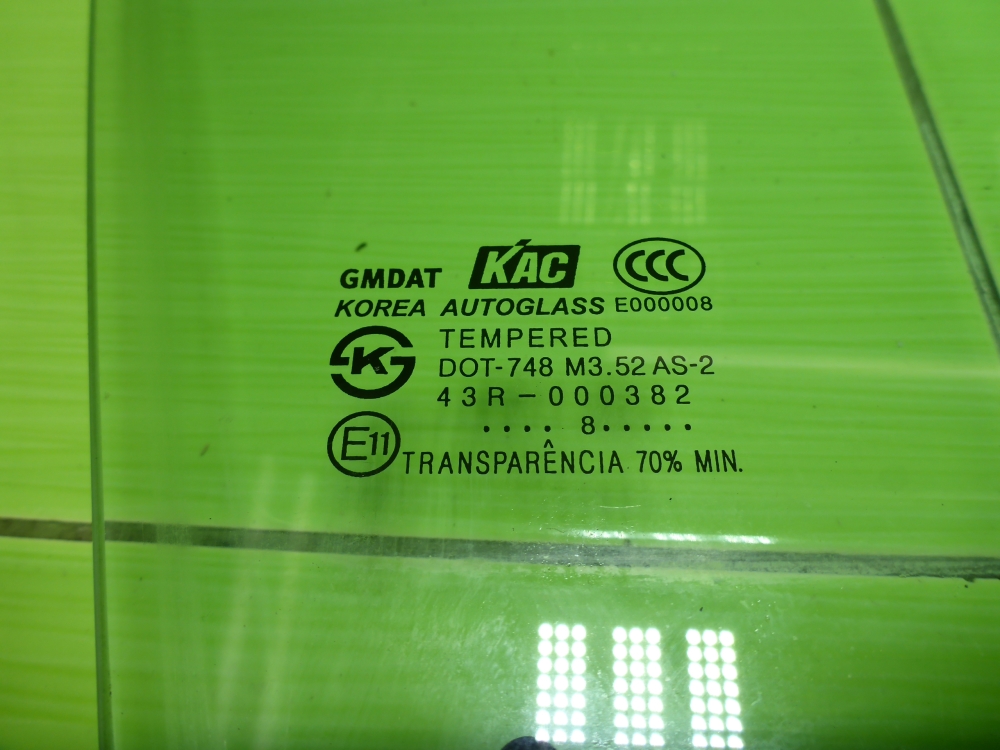 GMDAT KAC CCC
KOREA AUTOGLASS E000008
K TEMPERED
DOT-748 M3.52 AS-2
43R-000382
.... 8.....
E11 TRANSPARÊNCIA 70% MIN.